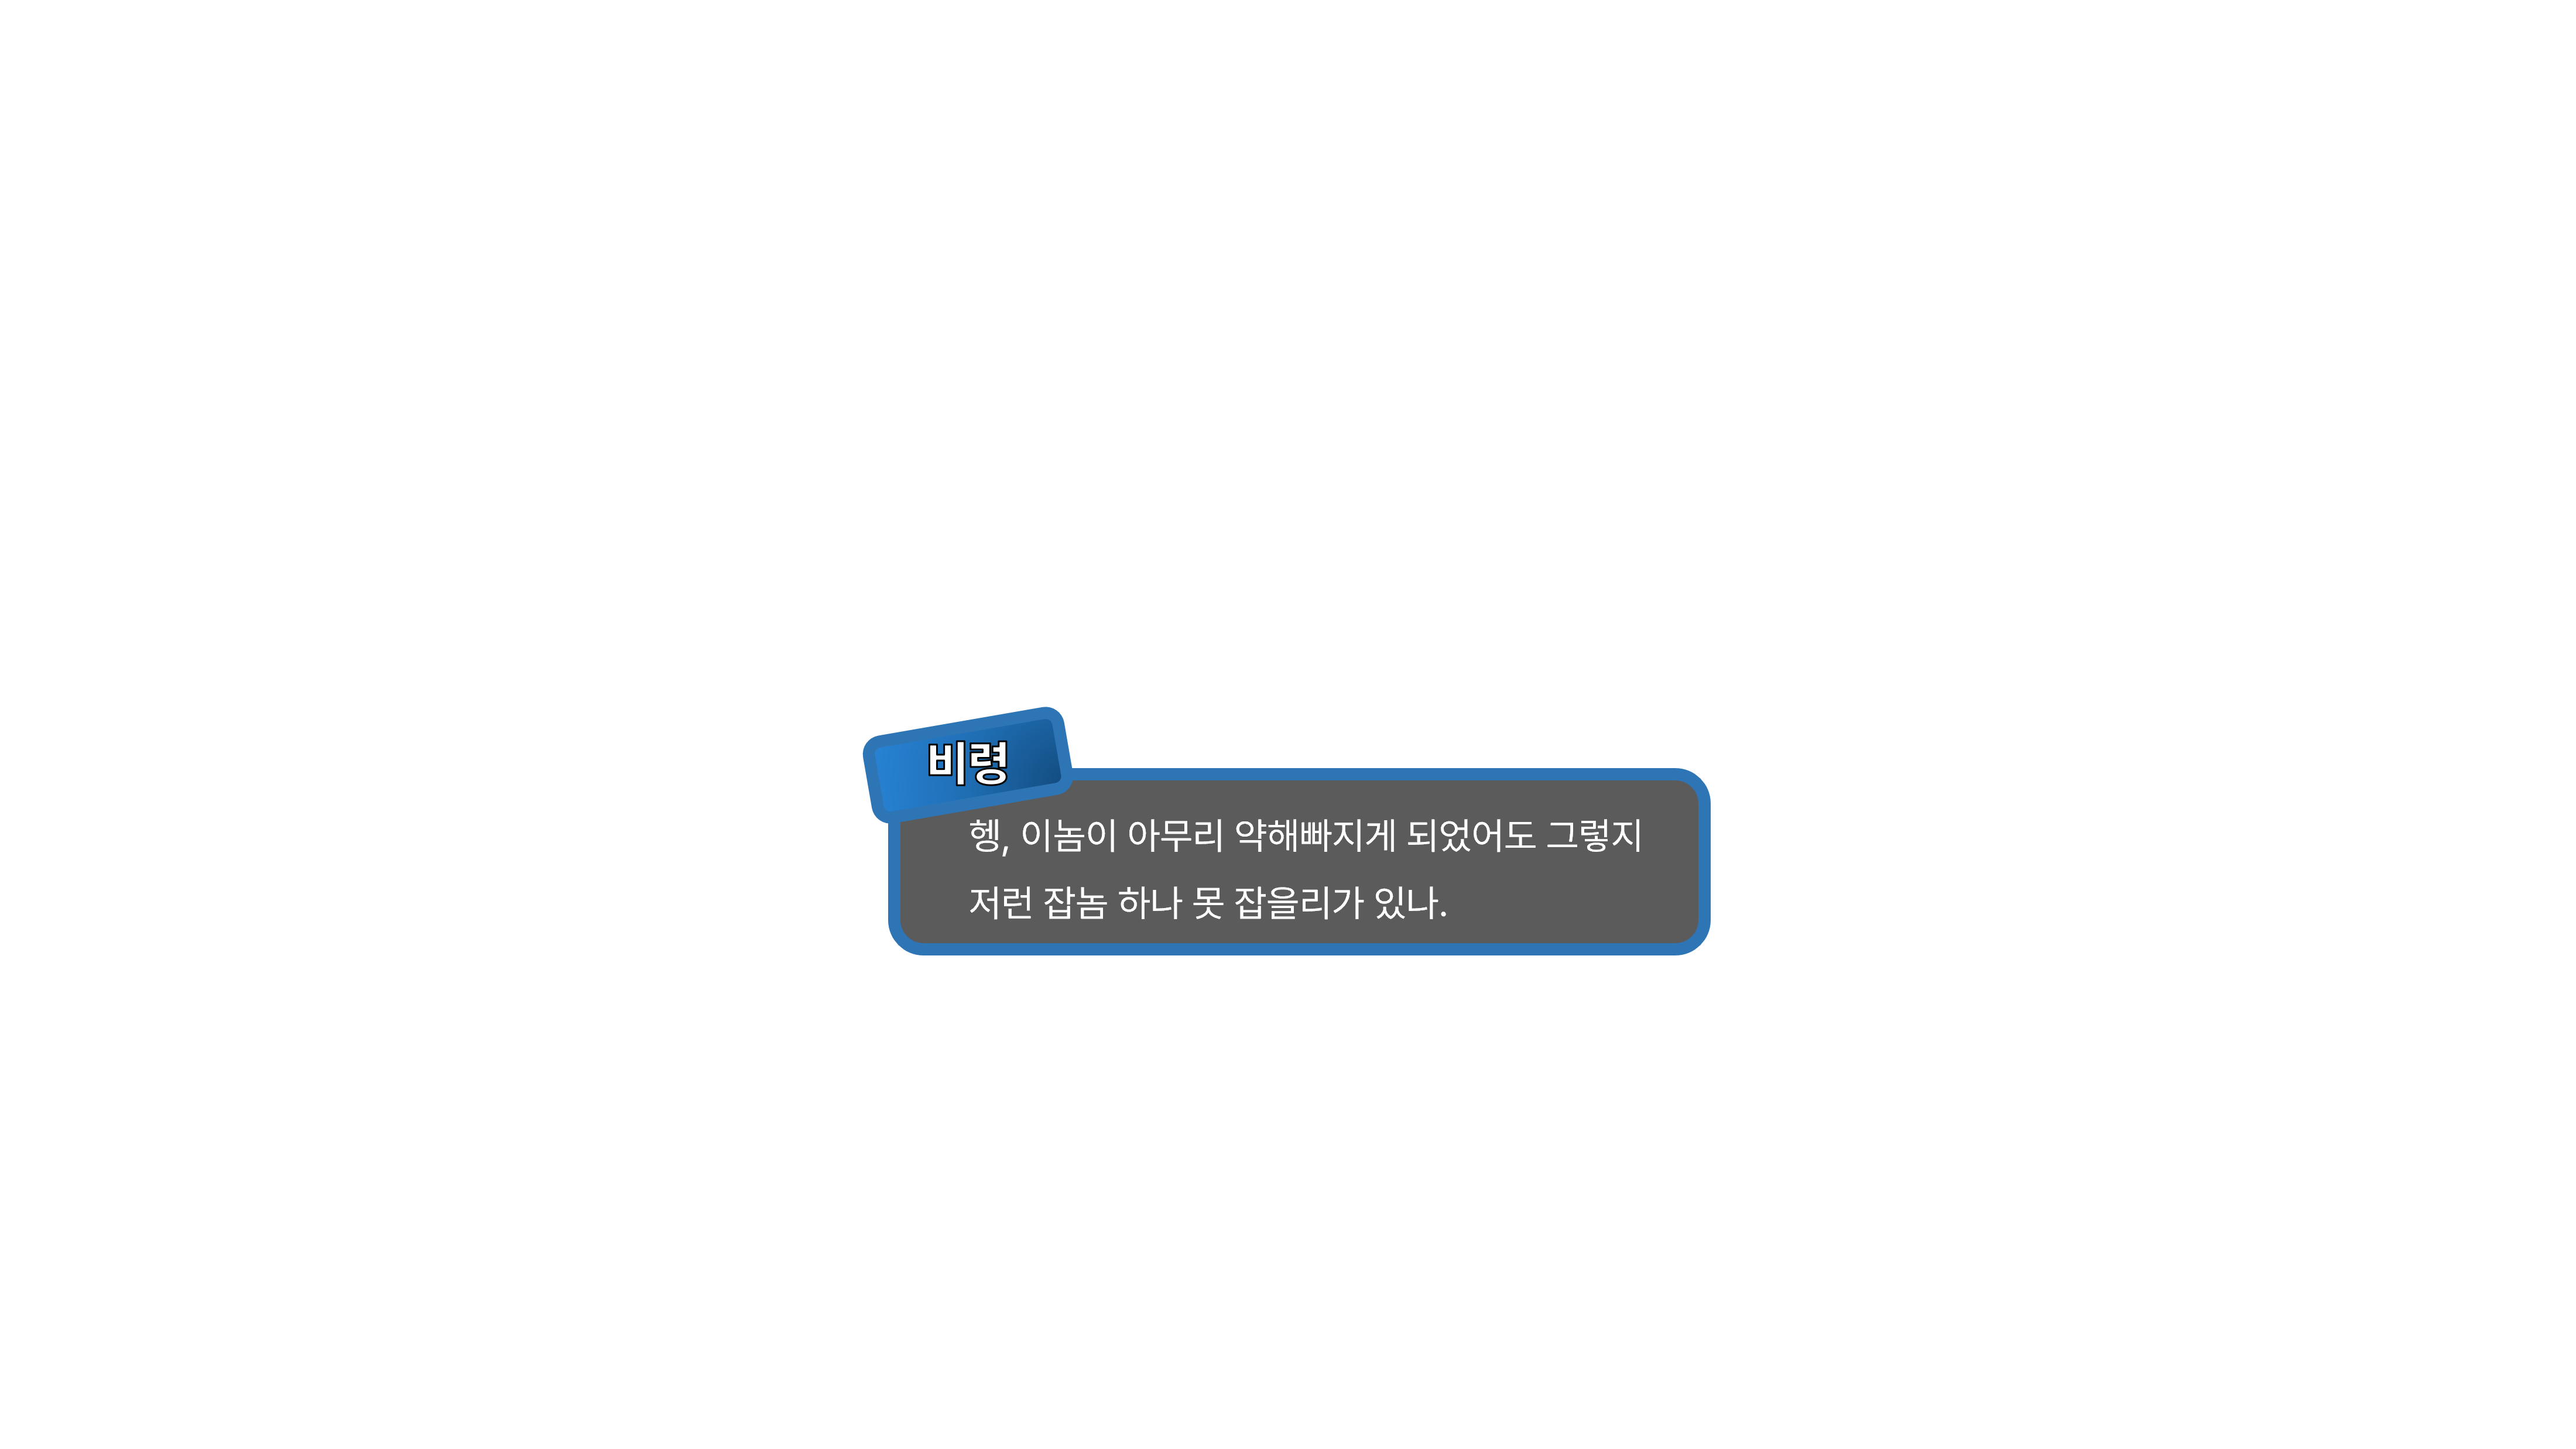 비령
헹, 이놈이 아무리 약해빠지게 되었어도 그렇지
저런 잡놈 하나 못 잡을리가 있나.